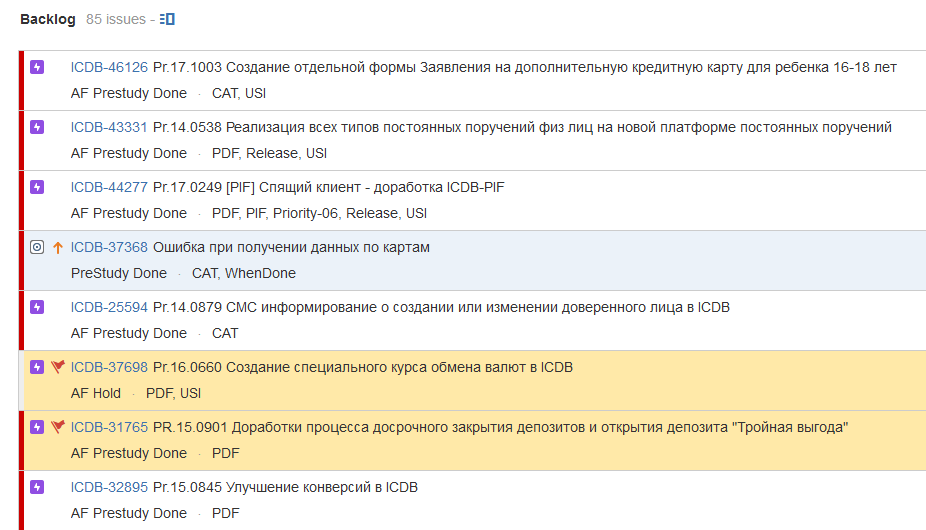 Backlog 85 issues -
ICDB-46126 Pr.17.1003 Создание отдельной формы Заявления на дополнительную кредитную карту для ребенка 16-18 лет
AF Prestudy Done · CAT, USI
ICDB-43331 Pr.14.0538 Реализация всех типов постоянных поручений физ лиц на новой платформе постоянных поручений
AF Prestudy Done · PDF, Release, USI
ICDB-44277 Pr.17.0249 [PIF] Спящий клиент - доработка ICDB-PIF
AF Prestudy Done · PDF, PIF, Priority-06, Release, USI
ICDB-37368 Ошибка при получении данных по картам
PreStudy Done · CAT, WhenDone
ICDB-25594 Pr.14.0879 СМС информирование о создании или изменении доверенного лица в ICDB
AF Prestudy Done · CAT
ICDB-37698 Pr.16.0660 Создание специального курса обмена валют в ICDB
AF Hold · PDF, USI
ICDB-31765 PR.15.0901 Доработки процесса досрочного закрытия депозитов и открытия депозита "Тройная выгода"
AF Prestudy Done · PDF
ICDB-32895 Pr.15.0845 Улучшение конверсий в ICDB
AF Prestudy Done · PDF